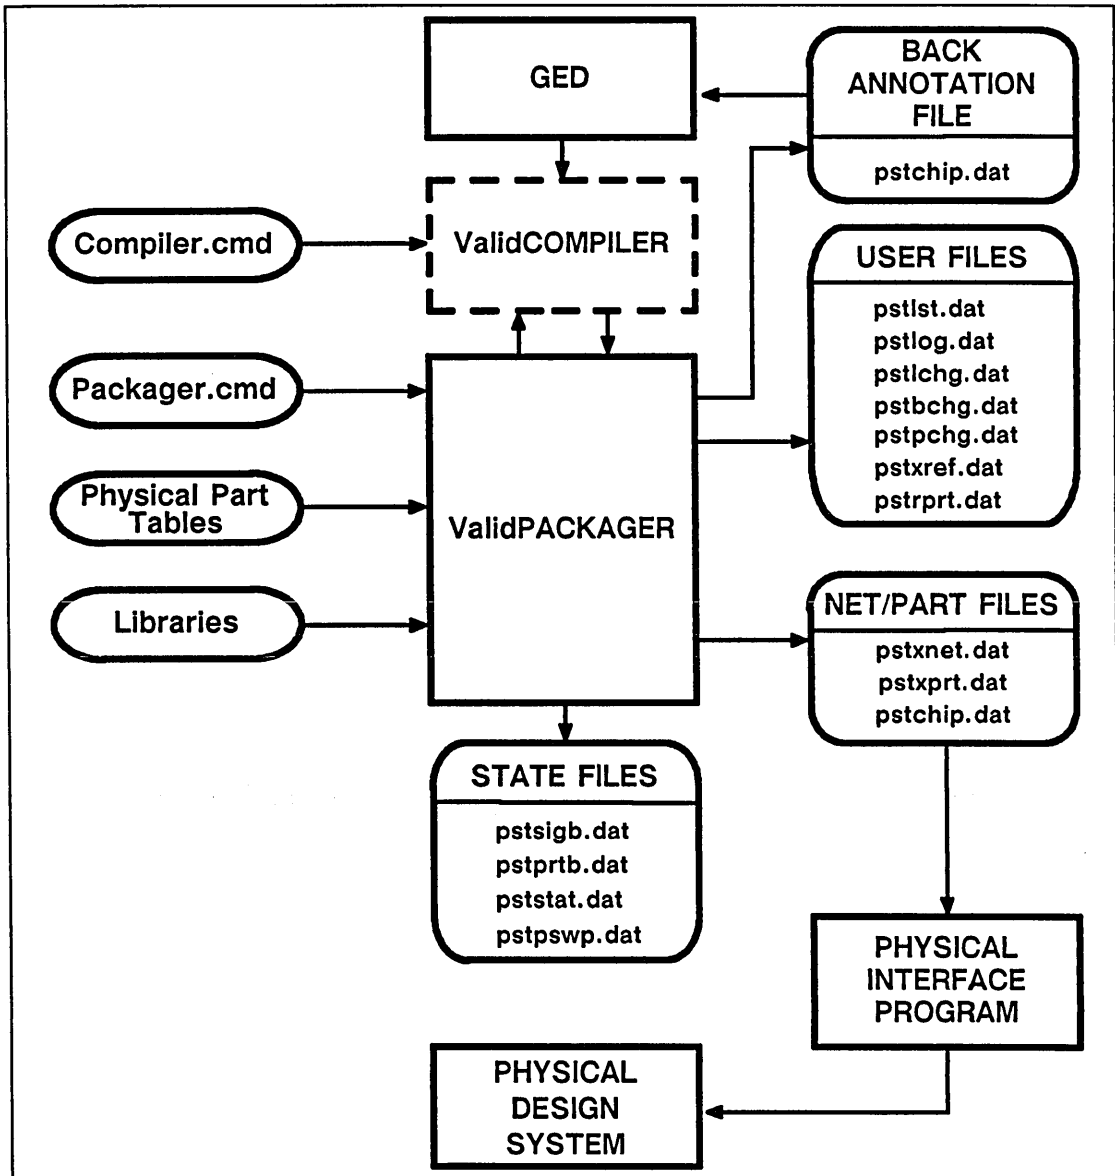 GED
BACK
ANNOTATION
FILE
pstchip.dat
Compiler.cmd
ValidCOMPILER
USER FILES
pstlst.dat
pstlog.dat
pstlchg.dat
pstbchg.dat
pstpchg.dat
pstxref.dat
pstrprt.dat
Packager.cmd
Physical Part
Tables
Libraries
ValidPACKAGER
NET/PART FILES
pstxnet.dat
pstxprt.dat
pstchip.dat
STATE FILES
pstsigb.dat
pstprtb.dat
pststat.dat
pstpswp.dat
PHYSICAL
INTERFACE
PROGRAM
PHYSICAL
DESIGN
SYSTEM